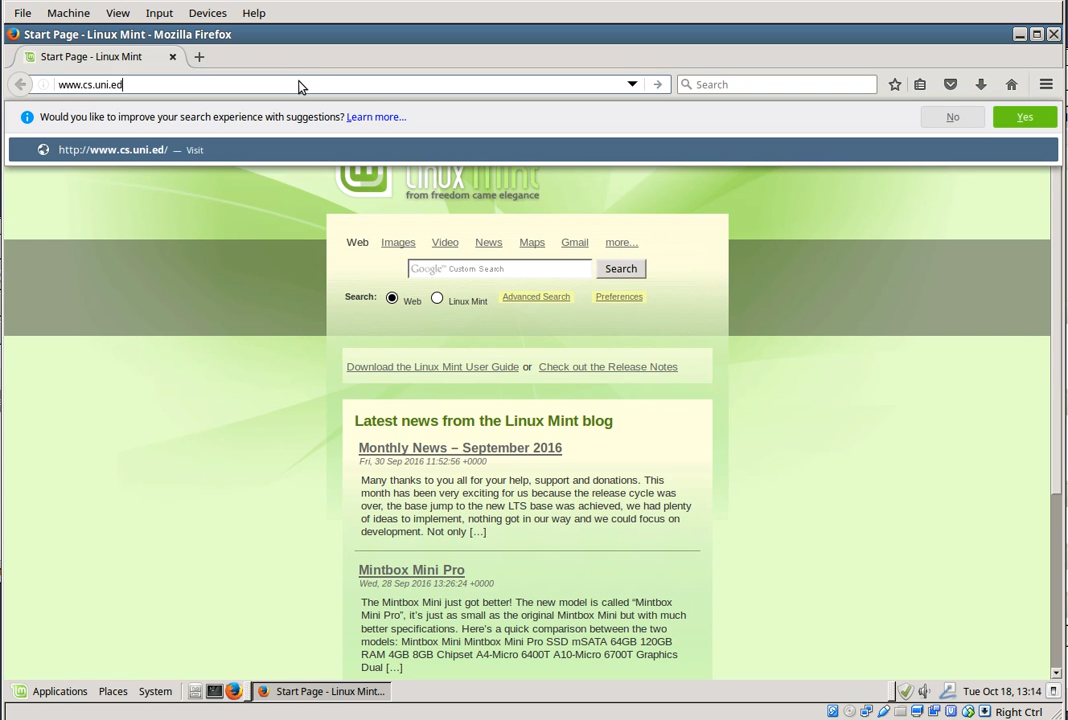 File Machine View Input Devices Help
Start Page - Linux Mint - Mozilla Firefox
Start Page - Linux Mint
www.cs.uni.ed
Search
Would you like to improve your search experience with suggestions? Learn more...
No
Yes
http://www.cs.uni.ed/ — Visit
Linux Mint
from freedom came elegance
Web Images Video News Maps Gmail more...
Google™ Custom Search
Search
Search: Web Linux Mint Advanced Search Preferences
Download the Linux Mint User Guide or Check out the Release Notes
Latest news from the Linux Mint blog
Monthly News – September 2016
Fri, 30 Sep 2016 11:52:56 +0000
Many thanks to you all for your help, support and donations. This
month has been very exciting for us because the release cycle was
over, the base jump to the new LTS base was achieved, we had plenty
of ideas to implement, nothing got in our way and we could focus on
development. Not only […]
Mintbox Mini Pro
Wed, 28 Sep 2016 13:26:24 +0000
The Mintbox Mini just got better! The new model is called “Mintbox
Mini Pro”, it’s just as small as the original Mintbox Mini but with much
better specifications. Here’s a quick comparison between the two
models: Mintbox Mini Mintbox Mini Pro SSD mSATA 64GB 120GB
RAM 4GB 8GB Chipset A4-Micro 6400T A10-Micro 6700T Graphics
Dual […]
Applications Places System Start Page - Linux Mint... Tue Oct 18, 13:14
Right Ctrl